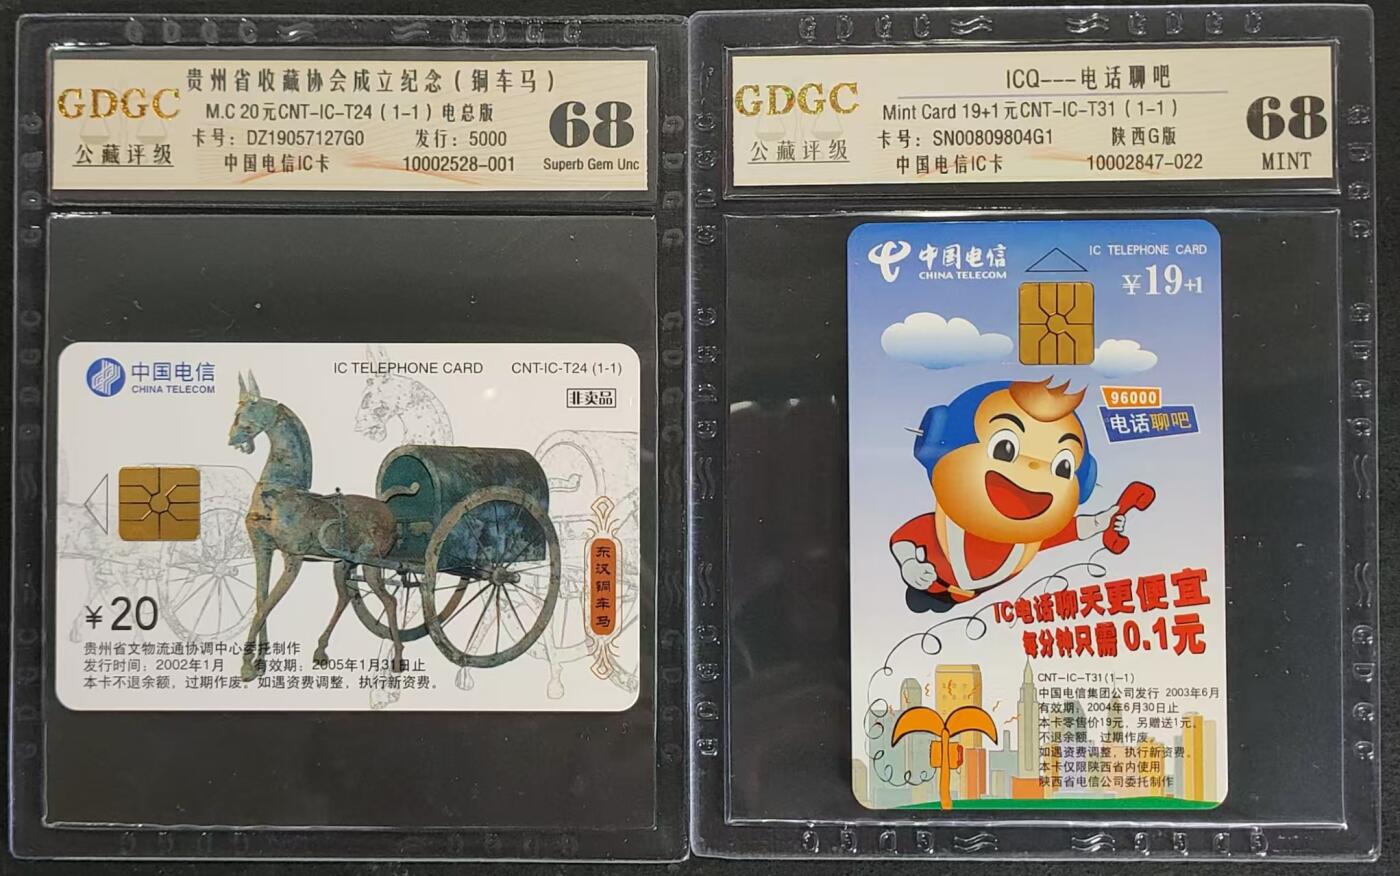 GDGC
公藏评级
贵州省收藏协会成立纪念（铜车马）
M.C 20元CNT-IC-T24（1-1）电总版
卡号：DZ19057127G0 发行：5000
中国电信IC卡 10002528-001
68
Superb Gem Unc
中国电信
CHINA TELECOM
IC TELEPHONE CARD CNT-IC-T24 (1-1)
非卖品
东汉铜车马
¥20
贵州省文物流通协调中心委托制作
发行时间：2002年1月 有效期：2005年1月31日止
本卡不退余额，过期作废。如遇资费调整，执行新资费。
GDGC
公藏评级
ICQ---电话聊吧
Mint Card 19+1元CNT-IC-T31（1-1）
卡号：SN00809804G1 陕西G版
中国电信IC卡 10002847-022
68
MINT
中国电信
CHINA TELECOM
IC TELEPHONE CARD
¥19+1
96000
电话聊吧
IC电话聊天更便宜
每分钟只需0.1元
CNT-IC-T31(1-1)
中国电信集团公司发行 2003年6月
有效期：2004年6月30日止
本卡零售价19元，另赠送1元。
不退余额，过期作废。
如遇资费调整，执行新资费。
本卡仅限陕西省内使用
陕西省电信公司委托制作